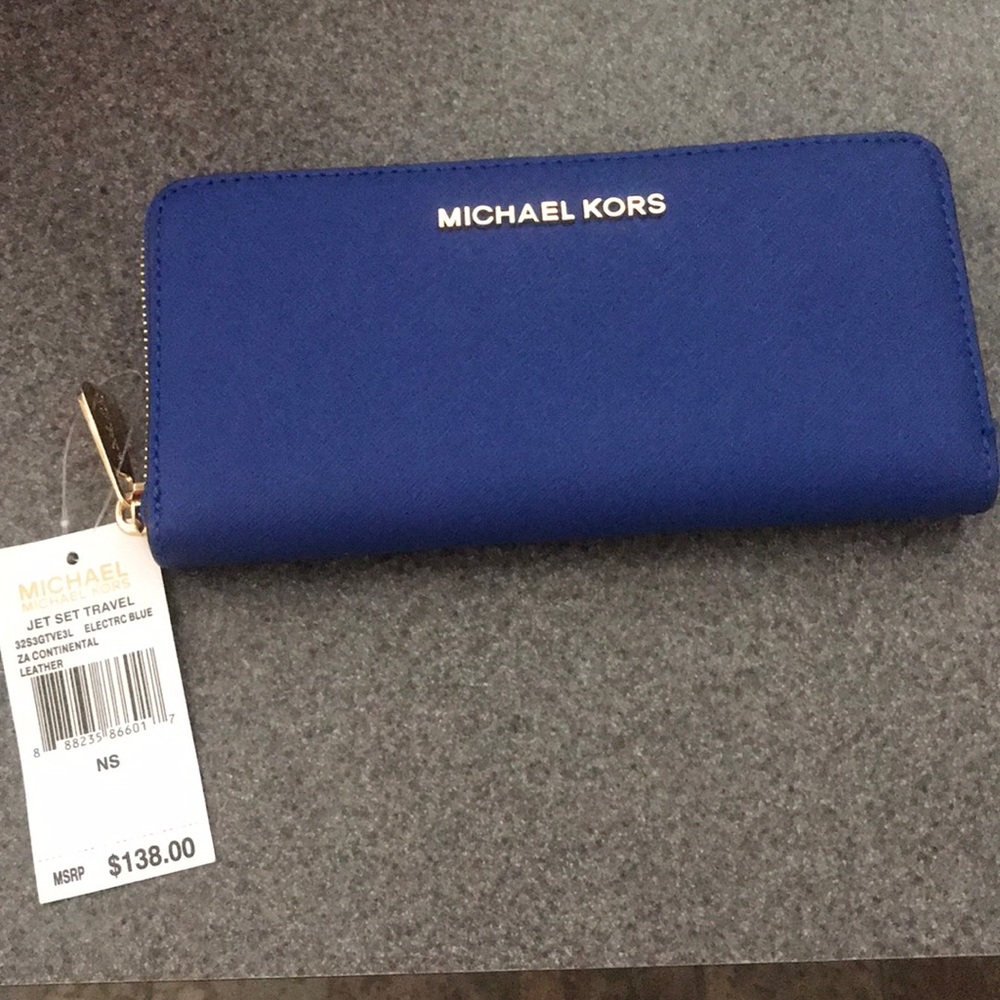 MICHAEL KORS
MICHAEL
MICHAEL KORS
JET SET TRAVEL
32S3GTVE3L ELECTRC BLUE
ZA CONTINENTAL
LEATHER
8 88235 86601 7
NS
MSRP $138.00